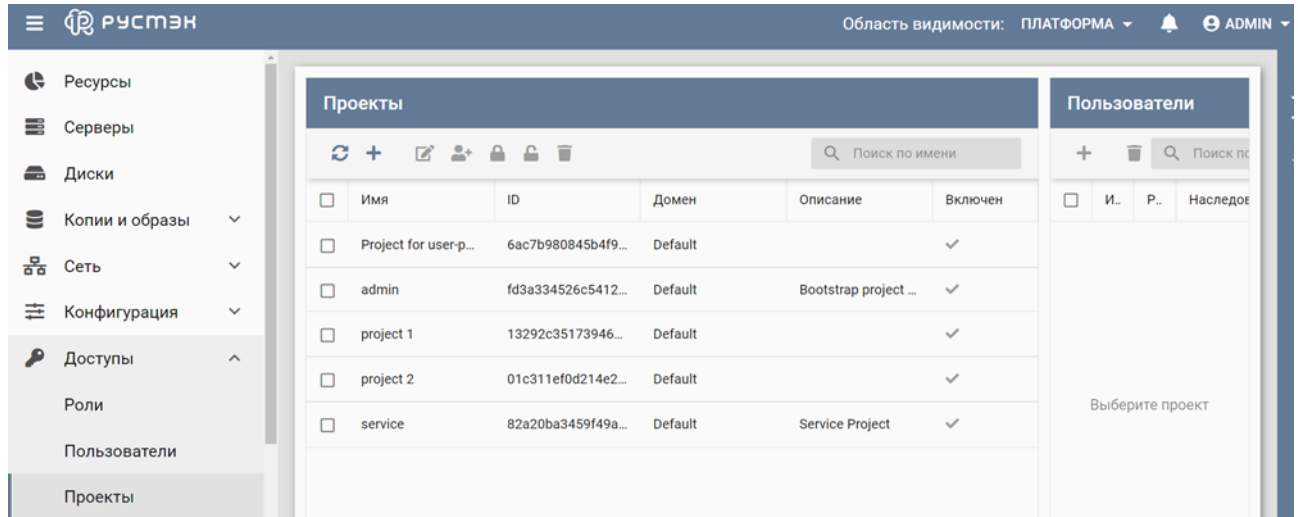 РУСТЭК
Область видимости: ПЛАТФОРМА ADMIN
Ресурсы
Серверы
Диски
Копии и образы
Сеть
Конфигурация
Доступы
Роли
Пользователи
Проекты
Проекты
Поиск по имени
Имя ID Домен Описание Включен
Project for user-p... 6ac7b980845b4f9... Default
admin fd3a334526c5412... Default Bootstrap project ...
project 1 13292c35173946... Default
project 2 01c311ef0d214e2... Default
service 82a20ba3459f49a... Default Service Project
Пользователи
Поиск по
И.. Р.. Наследов
Выберите проект